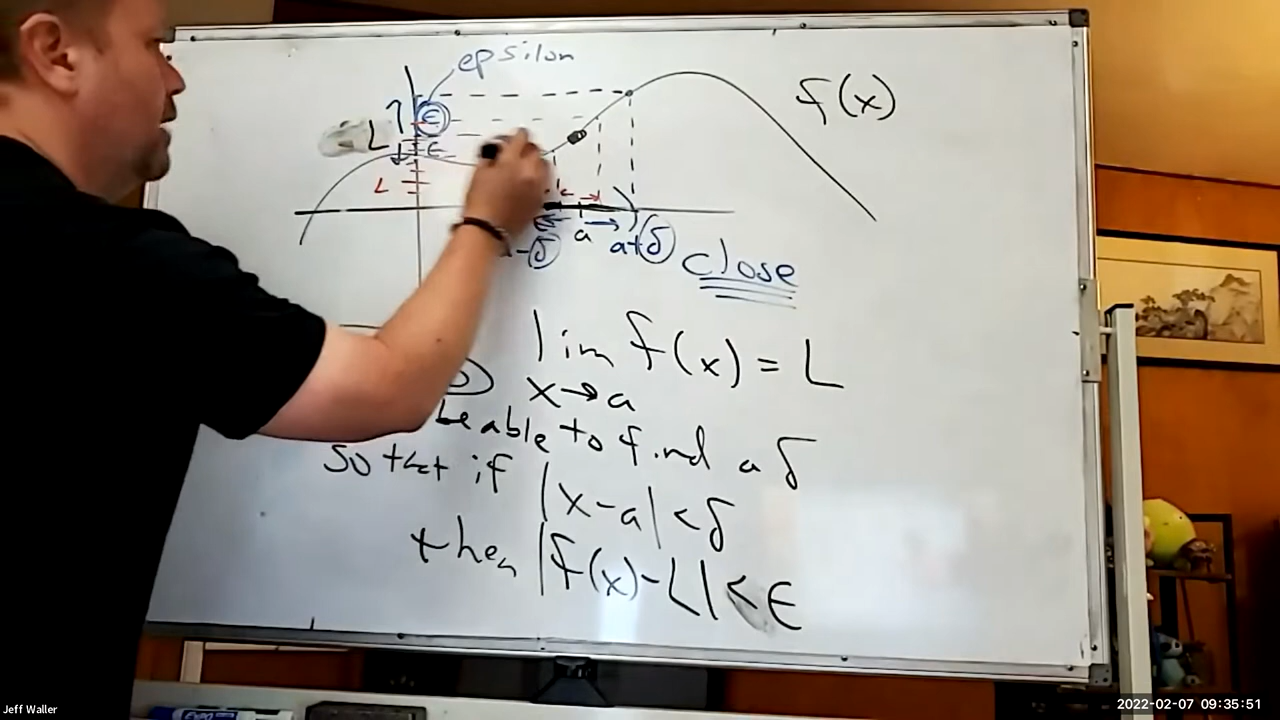 epsilon
f(x)
L ϵ
ϵ
L
a
-δ a+δ close
lim f(x) = L
x→a
be able to find a δ
so that if |x-a| < δ
then |f(x)-L| < ϵ
Jeff Waller
EXPO
2022-02-07 09:35:51